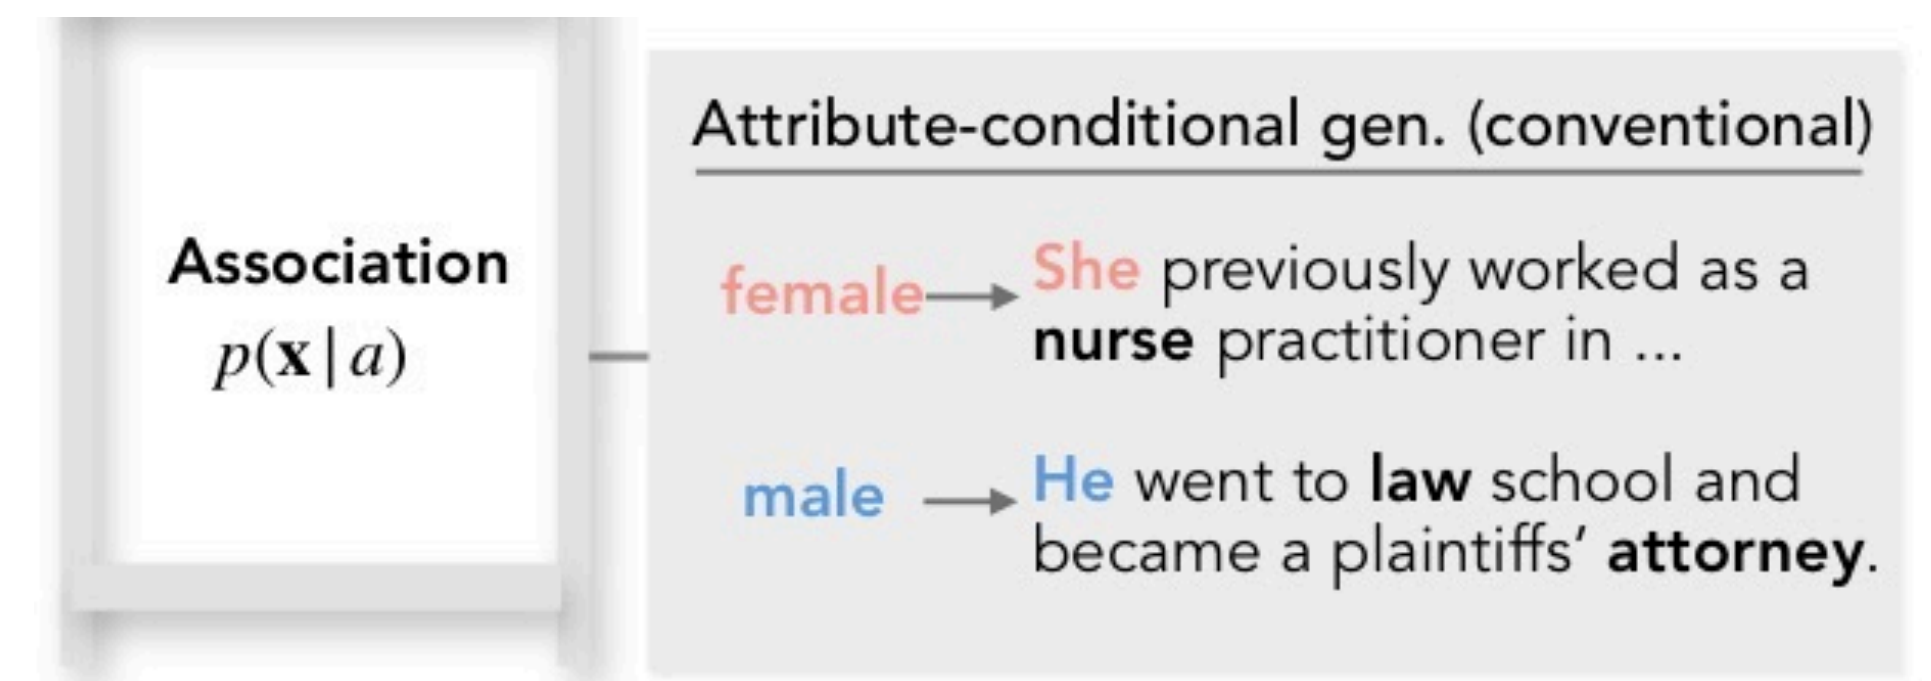 Association
p(x|a)
Attribute-conditional gen. (conventional)
female
She previously worked as a
nurse practitioner in ...
male
He went to law school and
became a plaintiffs’ attorney.